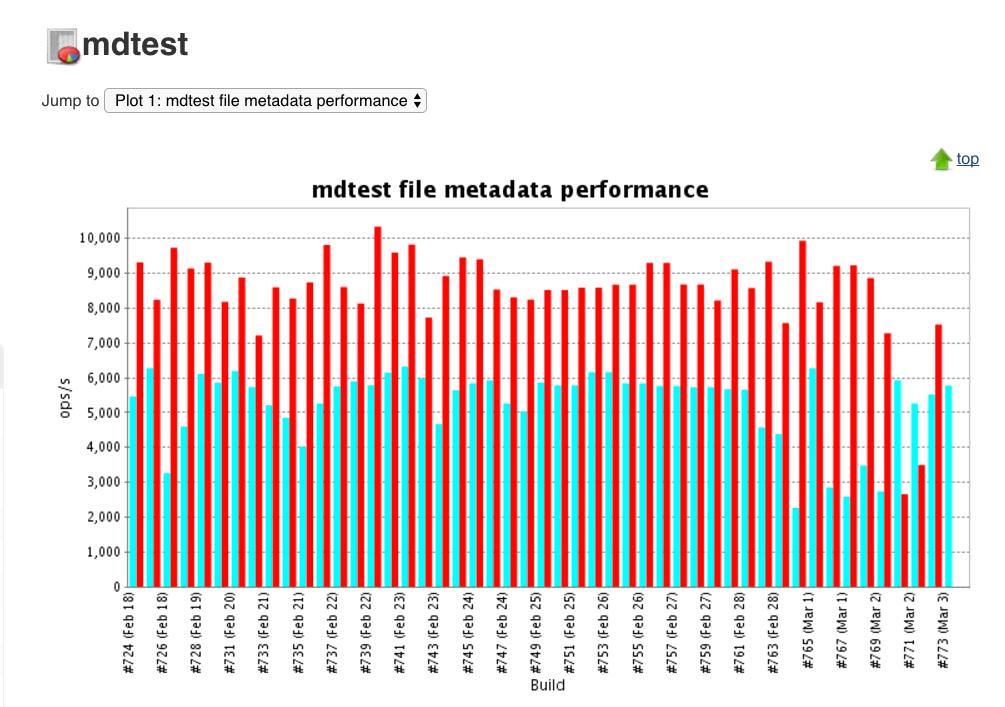 mdtest
Jump to Plot 1: mdtest file metadata performance
top
mdtest file metadata performance
10,000
9,000
8,000
7,000
6,000
5,000
4,000
3,000
2,000
1,000
0
ops/s
#724 (Feb 18)
#726 (Feb 18)
#728 (Feb 19)
#731 (Feb 20)
#733 (Feb 21)
#735 (Feb 21)
#737 (Feb 22)
#739 (Feb 22)
#741 (Feb 23)
#743 (Feb 23)
#745 (Feb 24)
#747 (Feb 24)
#749 (Feb 25)
#751 (Feb 25)
#753 (Feb 26)
#755 (Feb 26)
#757 (Feb 27)
#759 (Feb 27)
#761 (Feb 28)
#763 (Feb 28)
#765 (Mar 1)
#767 (Mar 1)
#769 (Mar 2)
#771 (Mar 2)
#773 (Mar 3)
Build